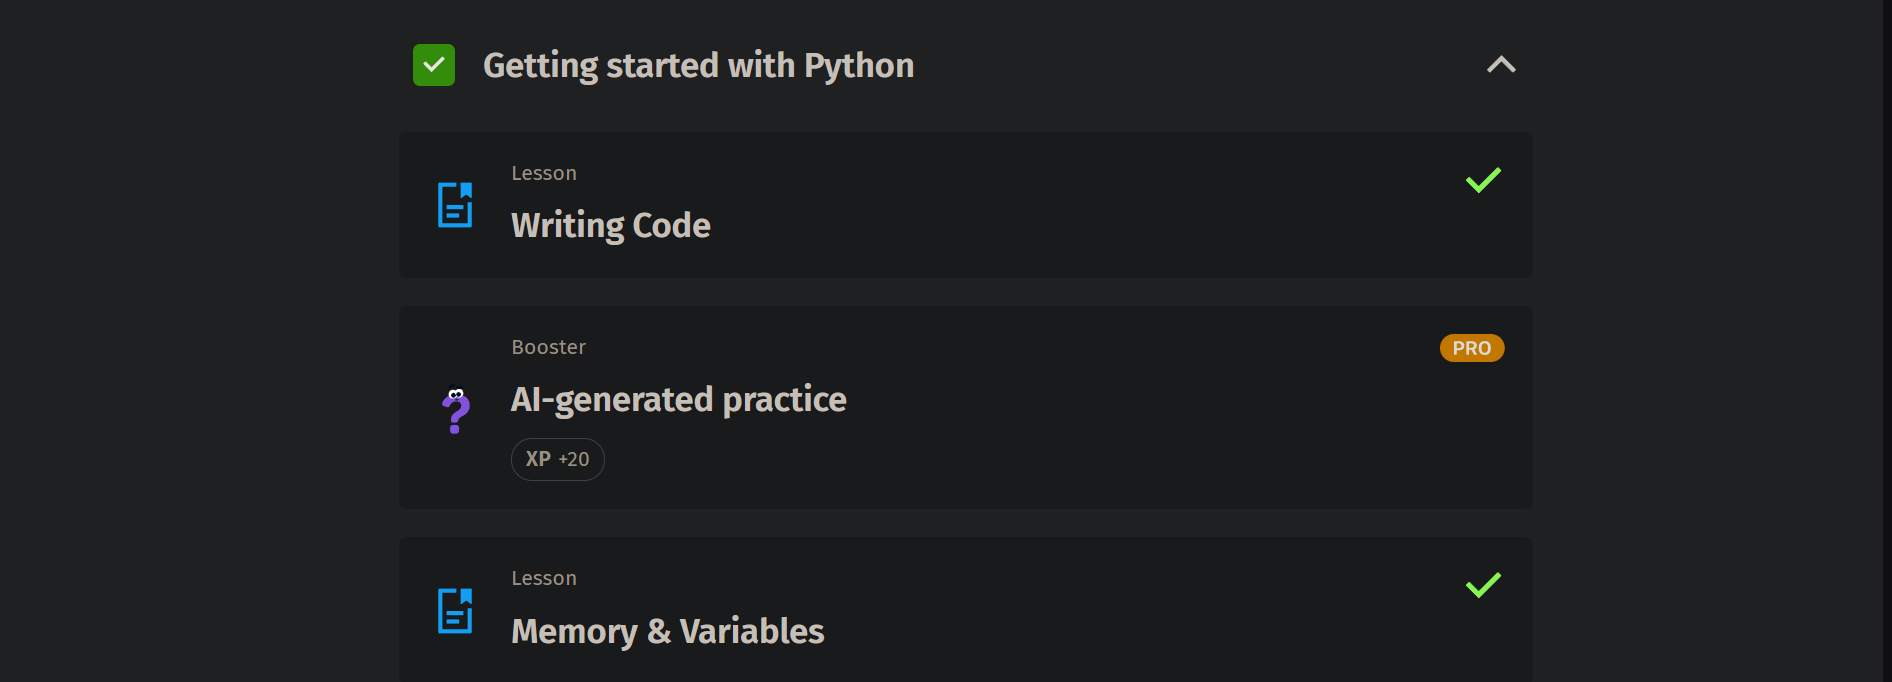 Getting started with Python
Lesson
Writing Code
Booster
PRO
AI-generated practice
XP +20
Lesson
Memory & Variables